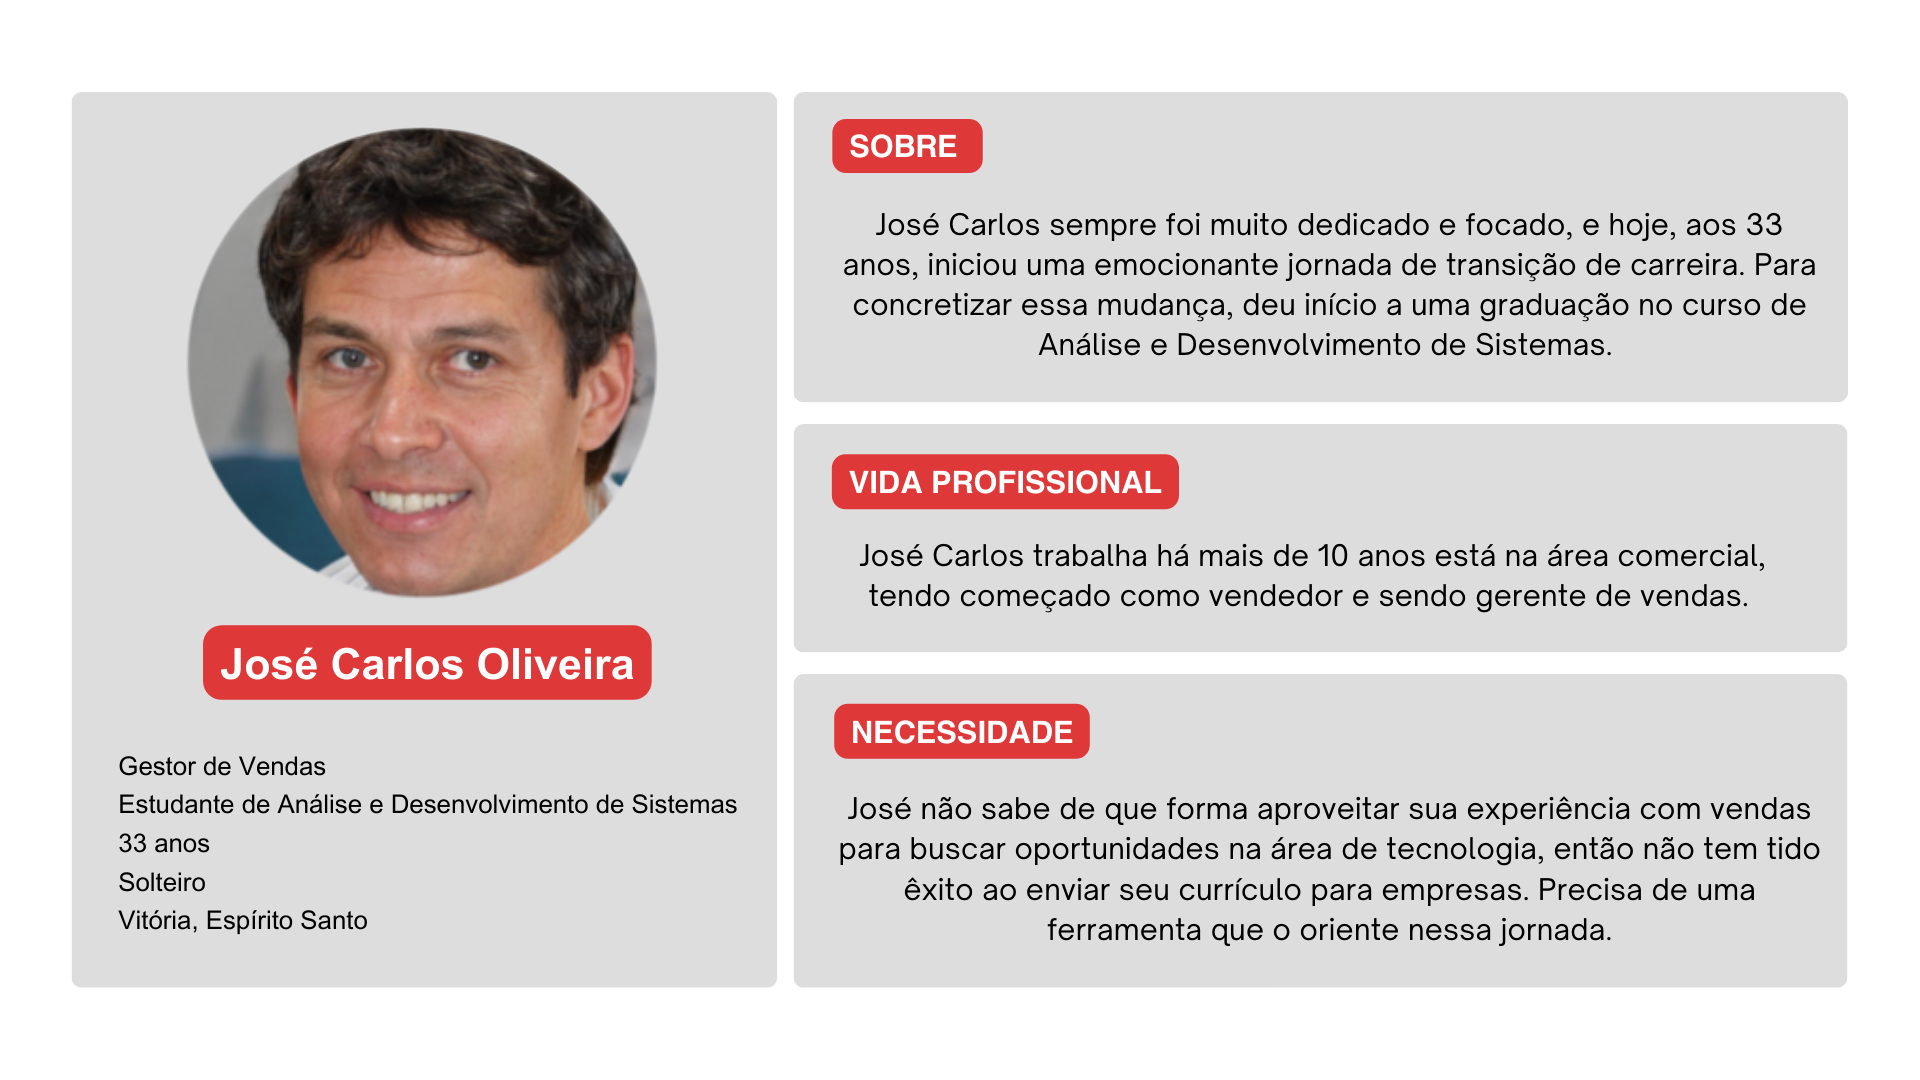 José Carlos Oliveira
Gestor de Vendas
Estudante de Análise e Desenvolvimento de Sistemas
33 anos
Solteiro
Vitória, Espírito Santo
SOBRE
José Carlos sempre foi muito dedicado e focado, e hoje, aos 33
anos, iniciou uma emocionante jornada de transição de carreira. Para
concretizar essa mudança, deu início a uma graduação no curso de
Análise e Desenvolvimento de Sistemas.
VIDA PROFISSIONAL
José Carlos trabalha há mais de 10 anos está na área comercial,
tendo começado como vendedor e sendo gerente de vendas.
NECESSIDADE
José não sabe de que forma aproveitar sua experiência com vendas
para buscar oportunidades na área de tecnologia, então não tem tido
êxito ao enviar seu currículo para empresas. Precisa de uma
ferramenta que o oriente nessa jornada.